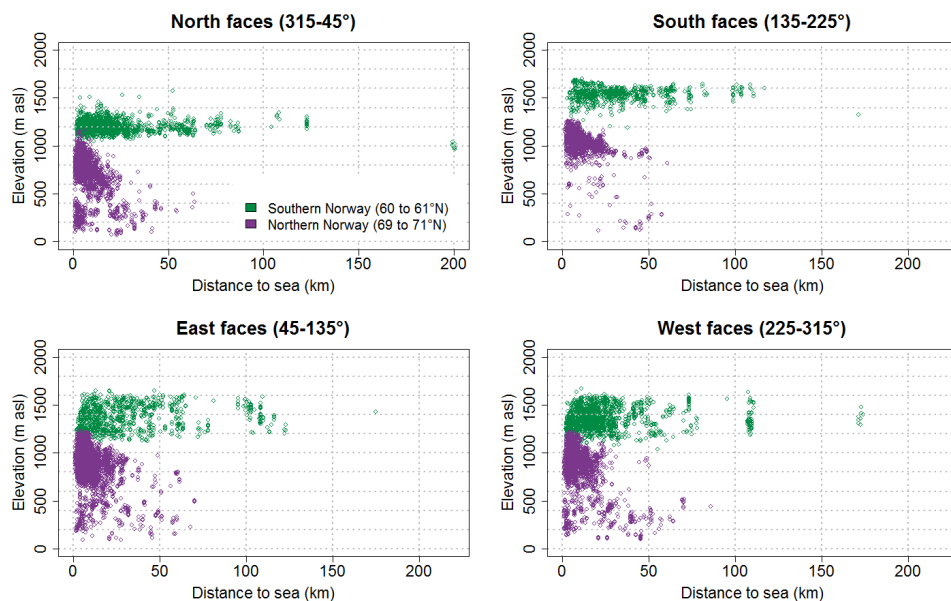 North faces (315-45°)
Elevation (m asl)
0
500
1000
1500
2000
0
50
100
150
200
Distance to sea (km)
Southern Norway (60 to 61°N)
Northern Norway (69 to 71°N)
South faces (135-225°)
Elevation (m asl)
0
500
1000
1500
2000
0
50
100
150
200
Distance to sea (km)
East faces (45-135°)
Elevation (m asl)
0
500
1000
1500
2000
0
50
100
150
200
Distance to sea (km)
West faces (225-315°)
Elevation (m asl)
0
500
1000
1500
2000
0
50
100
150
200
Distance to sea (km)